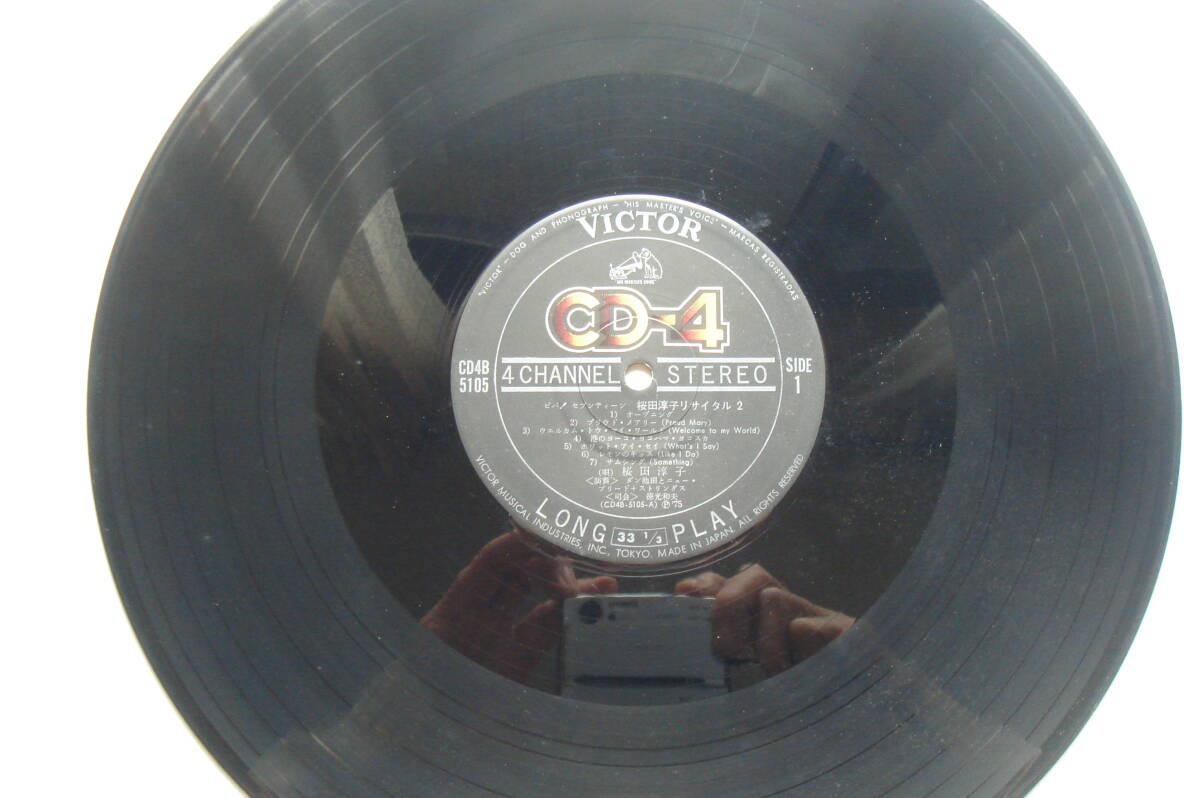 "VICTOR" — DOG AND PHONOGRAPH — "HIS MASTER'S VOICE" — MARCAS REGISTRADAS
VICTOR
"HIS MASTER'S VOICE"
CD-4
CD4B
5105
4 CHANNEL STEREO
SIDE
1
ビバ!セブンティーン 桜田淳子リサイタル 2
1) オープニング
2) プラウド・メアリー (Proud Mary)
3) ウエルカム・トウ・マイ・ワールド (Welcome to my World)
4) 港のヨーコ・ヨコハマ・ヨコスカ
5) ホワット・アイ・セイ (What'd I Say)
6) レモンのキッス (Like I Do)
7) サムシング (Something)
(唄) 桜田淳子
<演奏> ダン池田とニュー・
ブリード+ストリングス
<司会> 徳光和夫
(CD4B-5105-A) Ⓟ '75
LONG 33 1/3 PLAY
VICTOR MUSICAL INDUSTRIES, INC., TOKYO. MADE IN JAPAN. ALL RIGHTS RESERVED